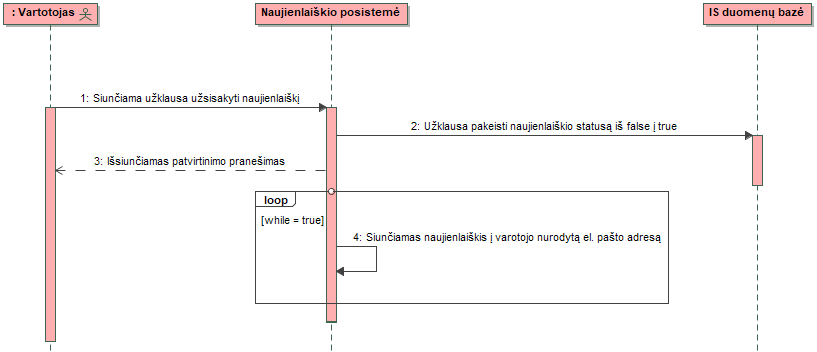 : Vartotojas
Naujienlaiškio posistemė
IS duomenų bazė
1: Siunčiama užklausa užsisakyti naujienlaiškį
2: Užklausa pakeisti naujienlaiškio statusą iš false į true
3: Išsiunčiamas patvirtinimo pranešimas
loop
[while = true]
4: Siunčiamas naujienlaiškis į varotojo nurodytą el. pašto adresą